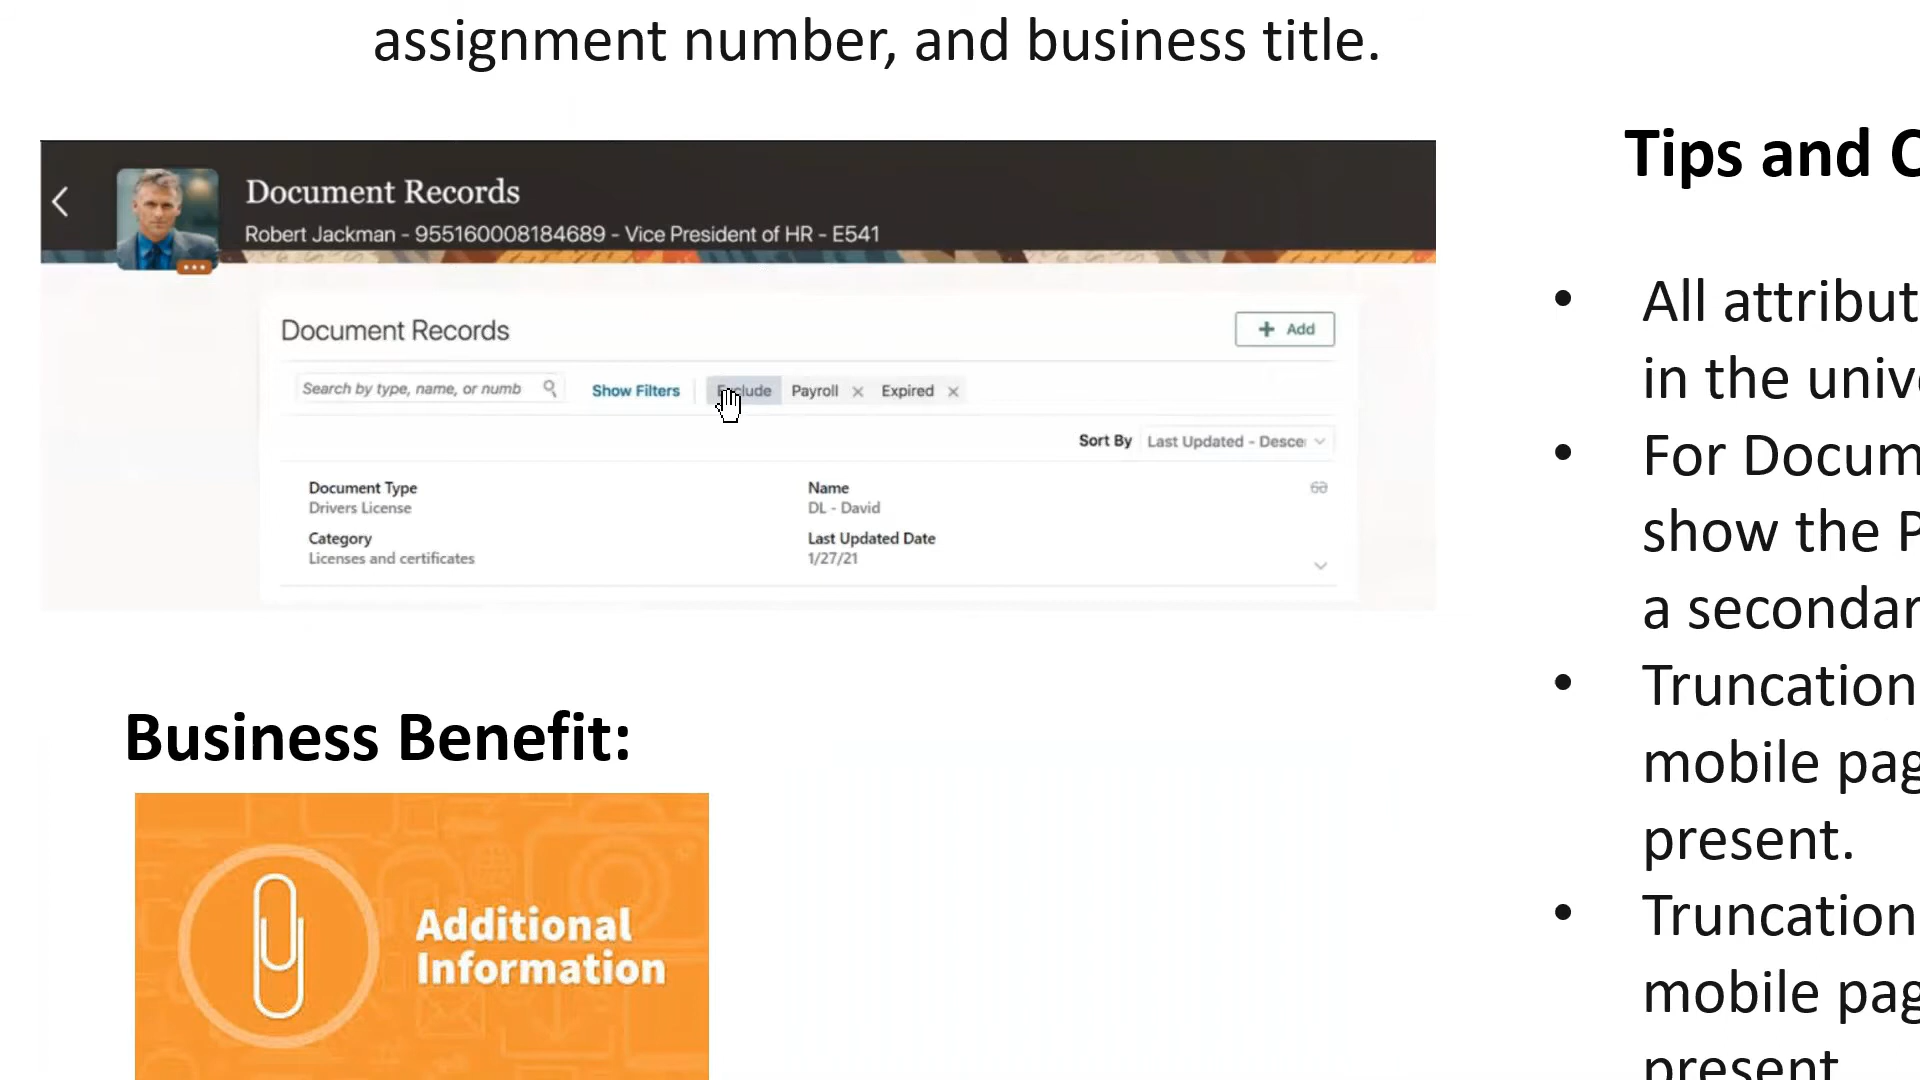 assignment number, and business title.
Document Records
Robert Jackman - 955160008184689 - Vice President of HR - E541
Document Records
Add
Search by type, name, or numb
Show Filters
Payroll
Expired
Sort By
Last Updated - Descer
Document Type
Drivers License
Name
DL - David
Category
Licenses and certificates
Last Updated Date
1/27/21
Business Benefit:
Additional
Information
Tips and C
All attribut
in the unive
For Docum
show the P
a secondar
Truncation
mobile pag
present.
Truncation
mobile pag
present